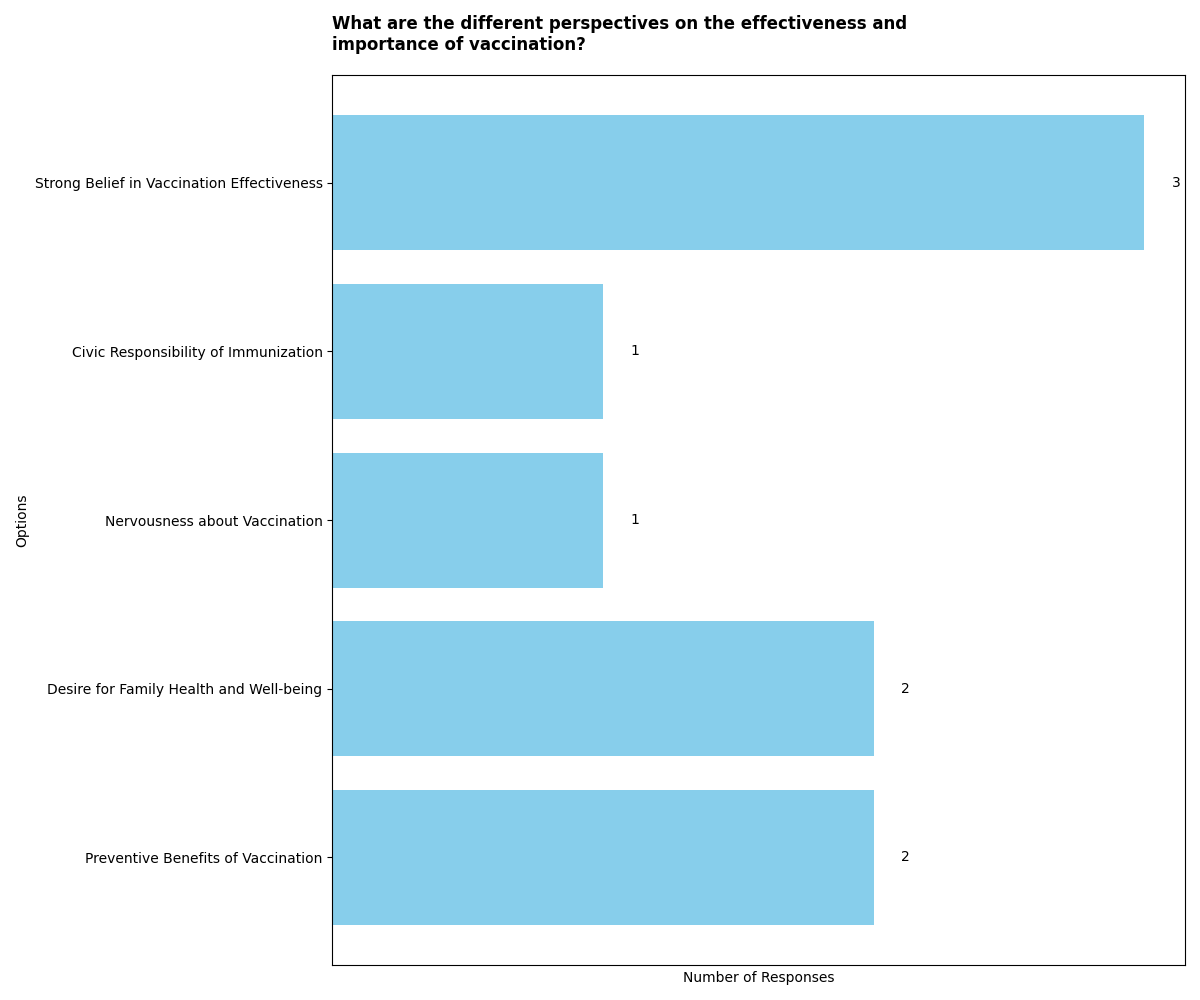 What are the different perspectives on the effectiveness and
importance of vaccination?
Strong Belief in Vaccination Effectiveness
3
Civic Responsibility of Immunization
1
Nervousness about Vaccination
1
Desire for Family Health and Well-being
2
Preventive Benefits of Vaccination
2
Options
Number of Responses